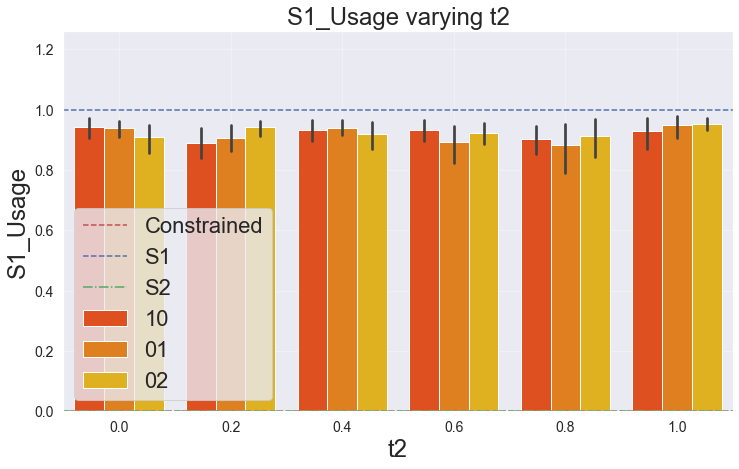 S1_Usage varying t2
1.2
1.0
0.8
0.6
0.4
0.2
0.0
S1_Usage
Constrained
S1
S2
10
01
02
0.0 0.2 0.4 0.6 0.8 1.0
t2